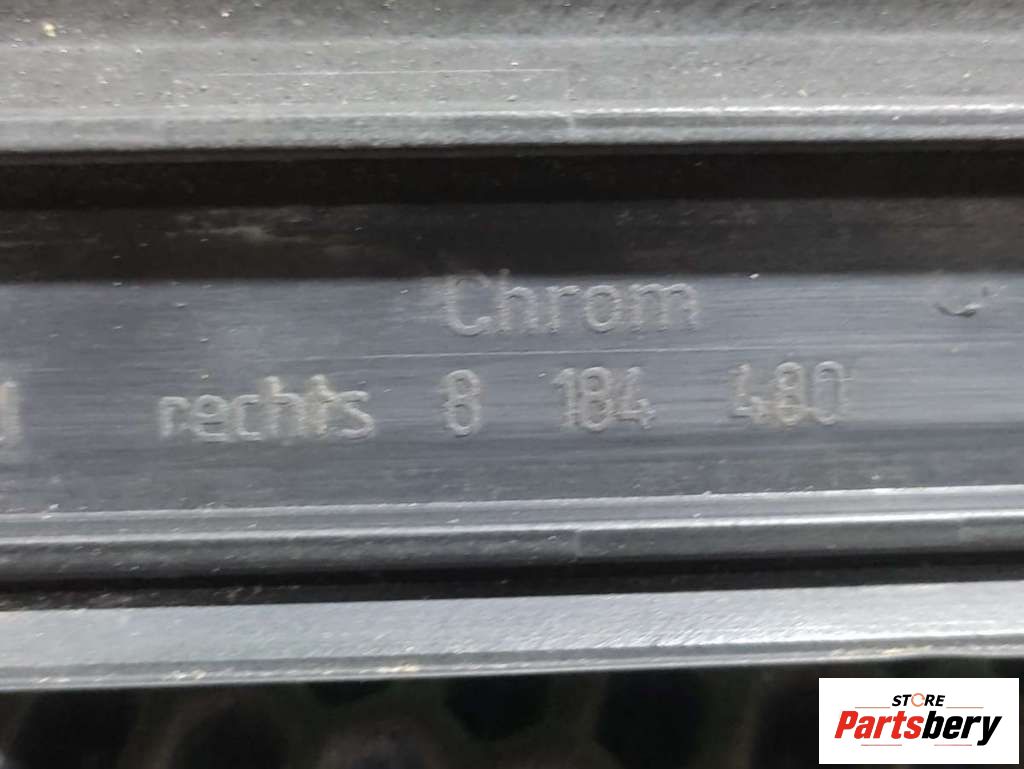 Chrom
rechts 8 184 480
STORE
Partsbery